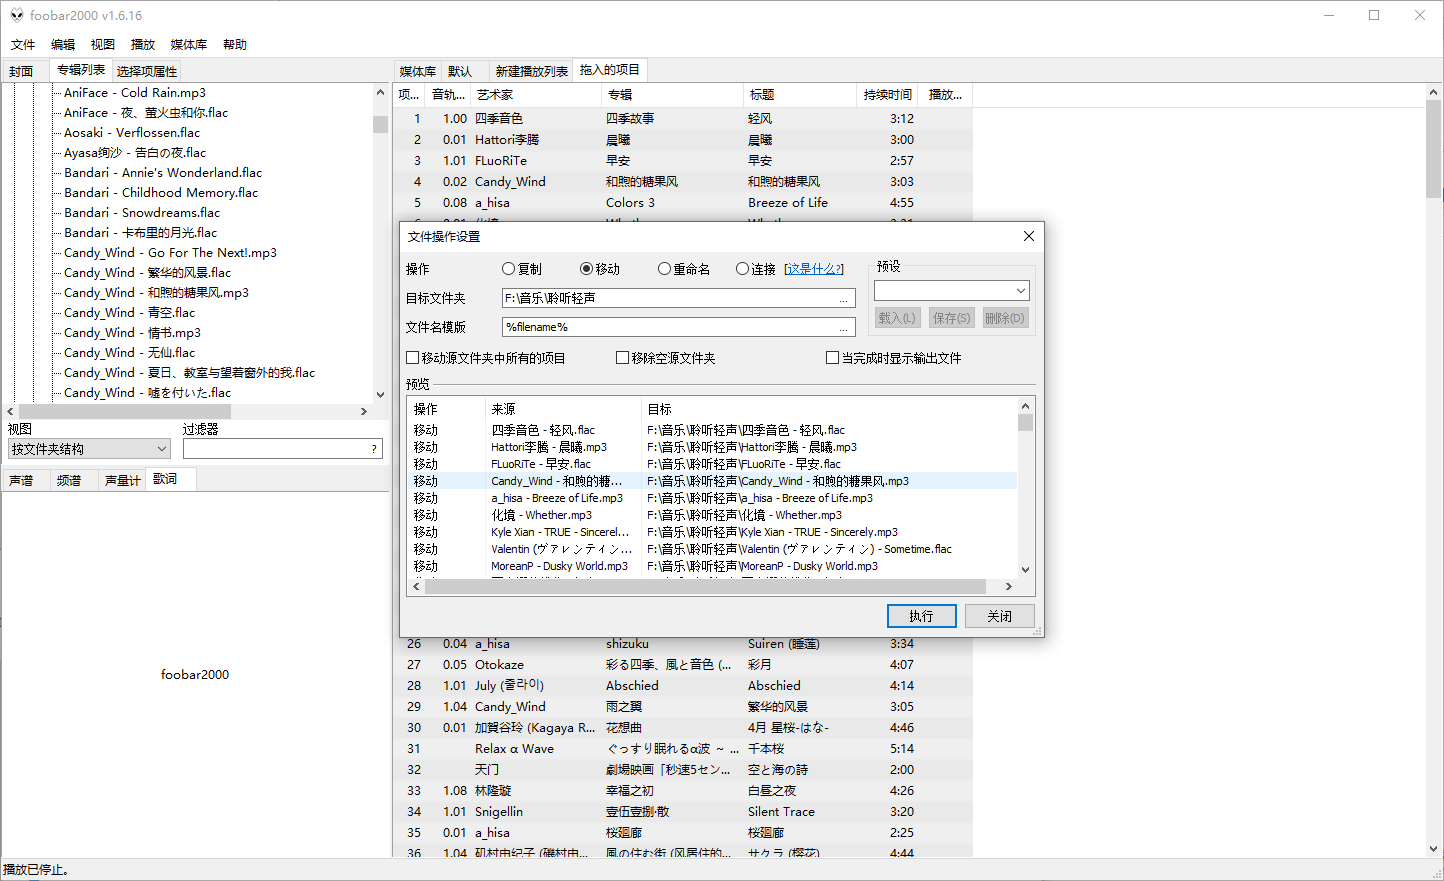 foobar2000 v1.6.16
文件 编辑 视图 播放 媒体库 帮助
封面 专辑列表 选择项属性
AniFace - Cold Rain.mp3
AniFace - 夜、萤火虫和你.flac
Aosaki - Verflossen.flac
Ayasa绚沙 - 告白の夜.flac
Bandari - Annie's Wonderland.flac
Bandari - Childhood Memory.flac
Bandari - Snowdreams.flac
Bandari - 卡布里的月光.flac
Candy_Wind - Go For The Next!.mp3
Candy_Wind - 繁华的风景.flac
Candy_Wind - 和煦的糖果风.mp3
Candy_Wind - 青空.flac
Candy_Wind - 情书.mp3
Candy_Wind - 无仙.flac
Candy_Wind - 夏日、教室与望着窗外的我.flac
Candy_Wind - 嘘を付いた.flac
视图 过滤器
按文件夹结构 ?
声谱 频谱 声量计 歌词
foobar2000
媒体库 默认 新建播放列表 拖入的项目
项... 音轨... 艺术家 专辑 标题 持续时间 播放...
1 1.00 四季音色 四季故事 轻风 3:12
2 0.01 Hattori李腾 晨曦 晨曦 3:00
3 1.01 FLuoRiTe 早安 早安 2:57
4 0.02 Candy_Wind 和煦的糖果风 和煦的糖果风 3:03
5 0.08 a_hisa Colors 3 Breeze of Life 4:55
文件操作设置
操作 复制 移动 重命名 连接 [这是什么?]
目标文件夹 F:\音乐\聆听轻声 ...
文件名模版 %filename% ...
预设
载入(L) 保存(S) 删除(D)
移动源文件夹中所有的项目 移除空源文件夹 当完成时显示输出文件
预览
操作 来源 目标
移动 四季音色 - 轻风.flac F:\音乐\聆听轻声\四季音色 - 轻风.flac
移动 Hattori李腾 - 晨曦.mp3 F:\音乐\聆听轻声\Hattori李腾 - 晨曦.mp3
移动 FLuoRiTe - 早安.flac F:\音乐\聆听轻声\FLuoRiTe - 早安.flac
移动 Candy_Wind - 和煦的糖... F:\音乐\聆听轻声\Candy_Wind - 和煦的糖果风.mp3
移动 a_hisa - Breeze of Life.mp3 F:\音乐\聆听轻声\a_hisa - Breeze of Life.mp3
移动 化境 - Whether.mp3 F:\音乐\聆听轻声\化境 - Whether.mp3
移动 Kyle Xian - TRUE - Sincerel... F:\音乐\聆听轻声\Kyle Xian - TRUE - Sincerely.mp3
移动 Valentin (ヴァレンティン... F:\音乐\聆听轻声\Valentin (ヴァレンティン) - Sometime.flac
移动 MoreanP - Dusky World.mp3 F:\音乐\聆听轻声\MoreanP - Dusky World.mp3
执行 关闭
26 0.04 a_hisa shizuku Suiren (睡莲) 3:34
27 0.05 Otokaze 彩る四季、風と音色 (... 彩月 4:07
28 1.01 July (줄라이) Abschied Abschied 4:14
29 1.04 Candy_Wind 雨之翼 繁华的风景 3:05
30 0.01 加賀谷玲 (Kagaya R... 花想曲 4月 星桜-はな- 4:46
31 Relax α Wave ぐっすり眠れるα波 ～ ... 千本桜 5:14
32 天门 劇場映画「秒速5セン... 空と海の詩 2:00
33 1.08 林隆璇 幸福之初 白昼之夜 4:26
34 1.01 Snigellin 壹伍壹捌·散 Silent Trace 3:20
35 0.01 a_hisa 桜廻廊 桜廻廊 2:25
36 1.04 矶村由纪子 (磯村由... 風の住む街 (风居住的... サクラ (樱花) 4:44
播放已停止。